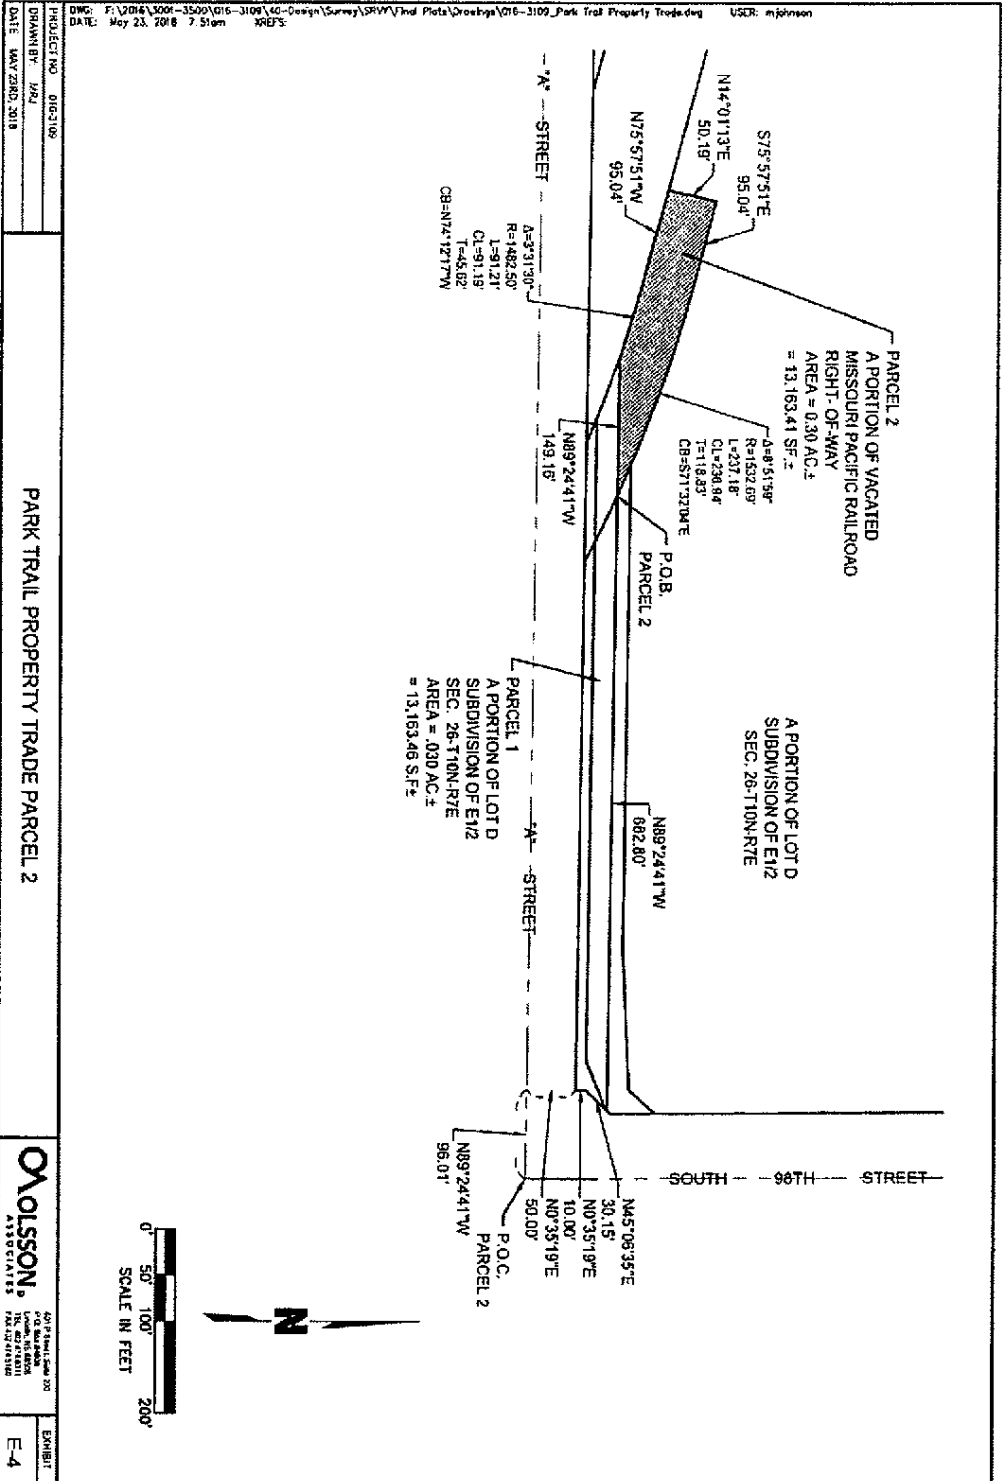 DWG: F:\2016\3001-3500\016-3109\40-Design\Survey\SRVY\Final Plats\Drawings\016-3109_Park Trail Property Trade.dwg USER: mjohnson
DATE: May 23, 2018 7:51am XREFS:
S75°57'51"E
95.04'
N14°01'13"E
50.19'
N75°57'51"W
95.04'
PARCEL 2
A PORTION OF VACATED
MISSOURI PACIFIC RAILROAD
RIGHT-OF-WAY
AREA = 0.30 AC.±
= 13,163.41 SF.±
Δ=8°51'59"
R=1532.69'
L=237.18'
CL=236.94'
T=118.83'
CB=S71°32'04"E
Δ=3°31'30"
R=1482.50'
L=91.21'
CL=91.19'
T=45.62'
CB=N74°12'17"W
N89°24'41"W
149.16'
P.O.B.
PARCEL 2
A PORTION OF LOT D
SUBDIVISION OF E1/2
SEC. 26-T10N-R7E
N89°24'41"W
682.80'
PARCEL 1
A PORTION OF LOT D
SUBDIVISION OF E1/2
SEC. 26-T10N-R7E
AREA = .030 AC.±
= 13,163.46 S.F±
"A" STREET
"A" STREET
SOUTH 98TH STREET
N45°06'35"E
30.15'
N0°35'19"E
10.00'
N0°35'19"E
50.00'
P.O.C.
PARCEL 2
N89°24'41"W
96.01'
N
0' 50' 100' 200'
SCALE IN FEET
PROJECT NO 016-3109
DRAWN BY: MRJ
DATE MAY 23RD, 2018
PARK TRAIL PROPERTY TRADE PARCEL 2
OLSSON
ASSOCIATES
EXHIBIT
E-4